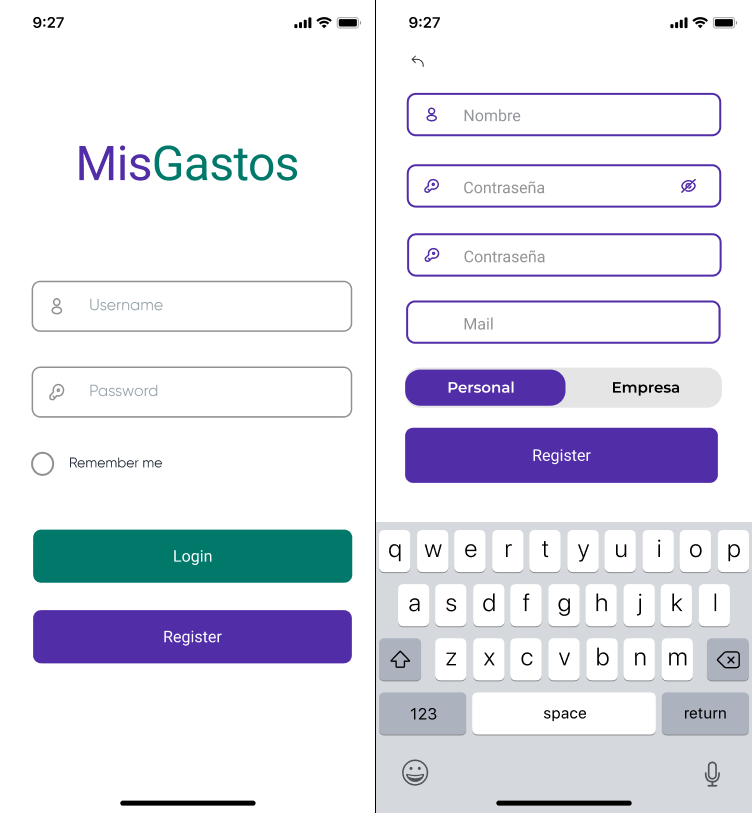 9:27
MisGastos
Username
Password
Remember me
Login
Register
9:27
Nombre
Contraseña
Contraseña
Mail
Personal Empresa
Register
q w e r t y u i o p
a s d f g h j k l
z x c v b n m
123 space return